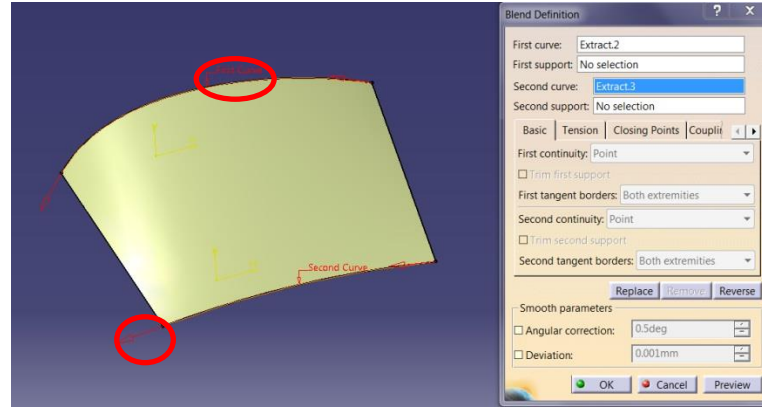 Blend Definition
? X
First curve: Extract.2
First support: No selection
Second curve: Extract.3
Second support: No selection
Basic Tension Closing Points
First continuity: Point
Trim first support
First tangent borders: Both extremities
Second continuity: Point
Trim second support
Second tangent borders: Both extremities
Replace Remove Reverse
Smooth parameters
Angular correction: 0.5deg
Deviation: 0.001mm
OK Cancel Preview
First Curve
Second Curve